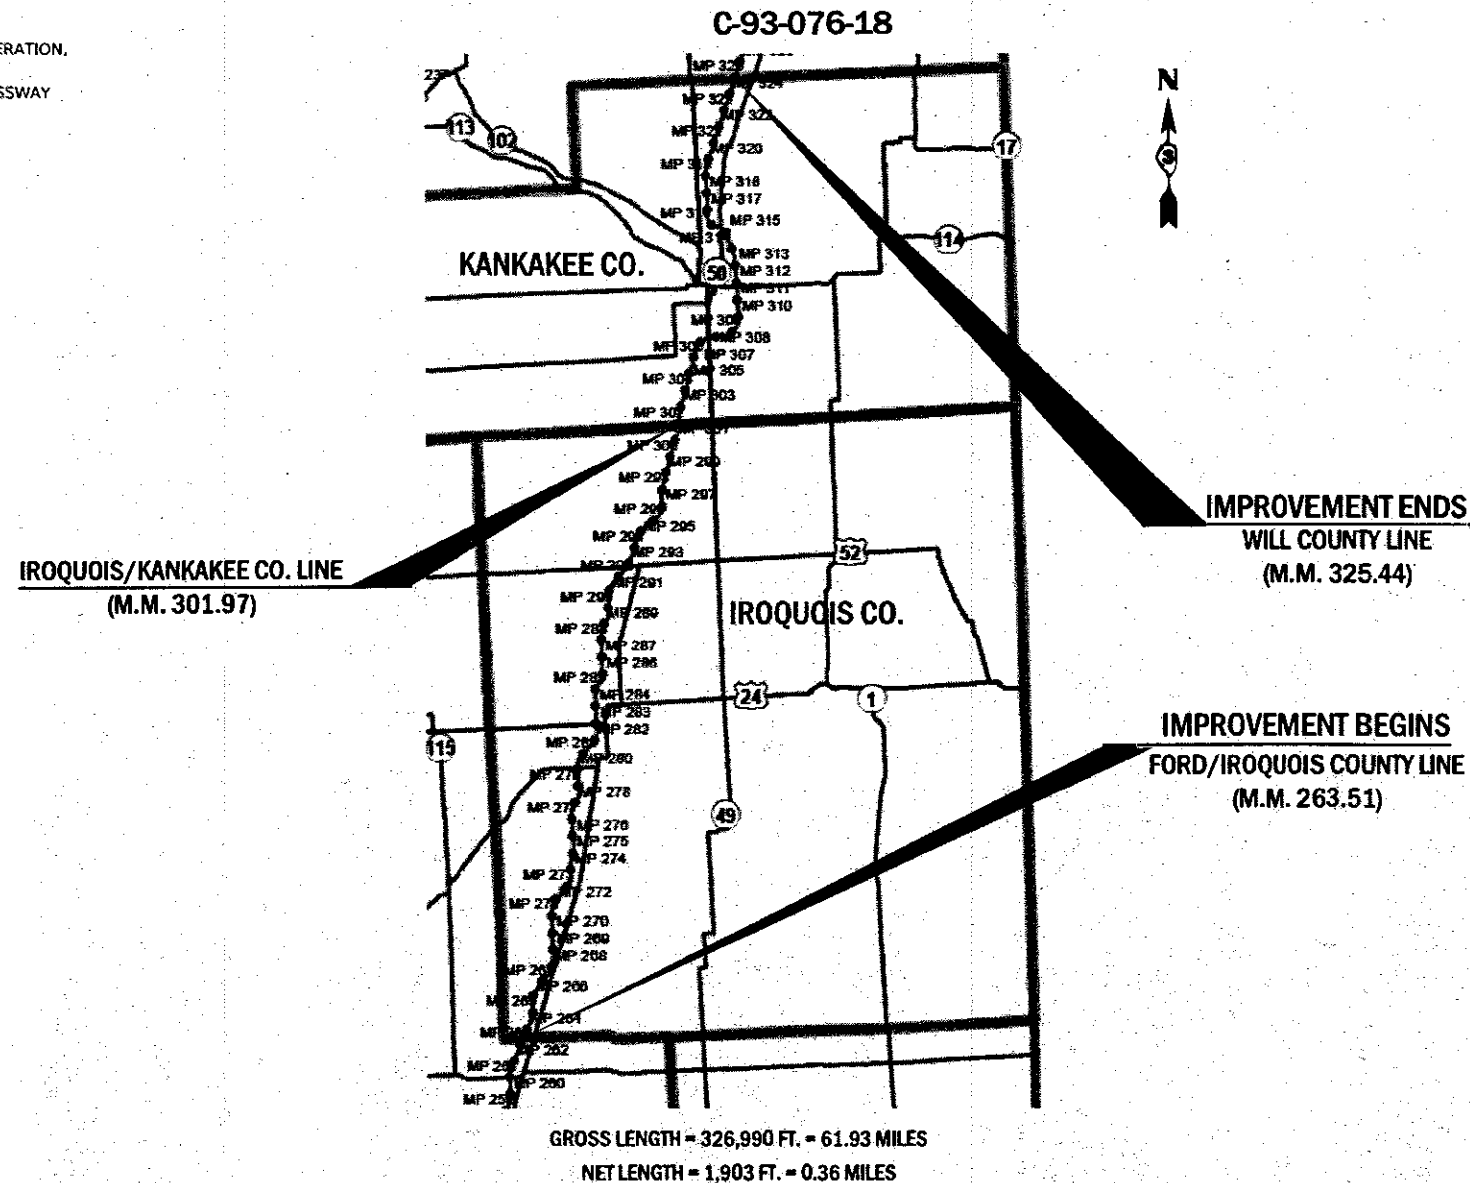 C-93-076-18
ERATION,
SSWAY
N
113
102
17
MP 320
MP 317
MP 315
114
KANKAKEE CO.
50
MP 313
MP 312
MP 311
MP 310
MP 308
MP 307
MP 305
MP 303
MP 297
MP 295
MP 293
52
IMPROVEMENT ENDS
WILL COUNTY LINE
(M.M. 325.44)
IROQUOIS/KANKAKEE CO. LINE
(M.M. 301.97)
MP 291
MP 289
IROQUOIS CO.
MP 287
MP 286
MP 284
24
1
MP 283
MP 282
115
IMPROVEMENT BEGINS
FORD/IROQUOIS COUNTY LINE
(M.M. 263.51)
MP 280
MP 278
49
MP 276
MP 275
MP 274
MP 272
MP 270
MP 269
MP 268
MP 266
MP 264
MP 262
MP 260
GROSS LENGTH = 326,990 FT. = 61.93 MILES
NET LENGTH = 1,903 FT. = 0.36 MILES